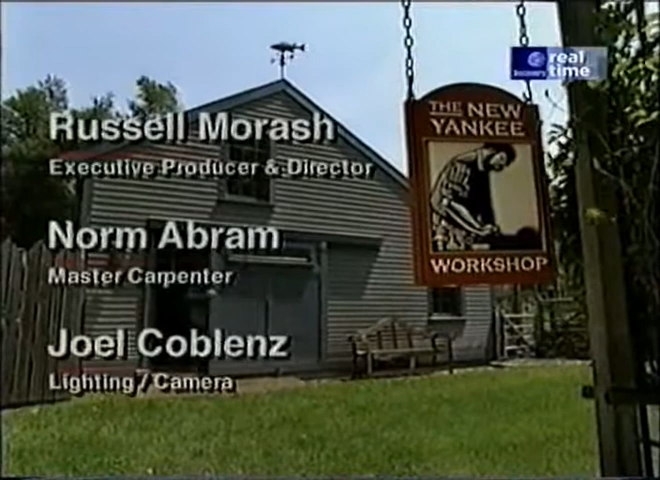 Russell Morash
Executive Producer & Director
Norm Abram
Master Carpenter
Joel Coblenz
Lighting / Camera
THE NEW
YANKEE
WORKSHOP
Discovery
real
time